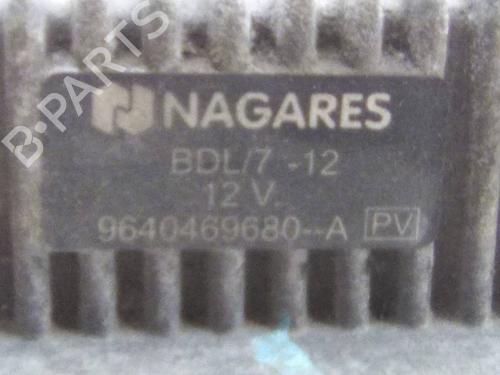 B-PARTS
NAGARES
BDL/7 -12
12 V.
9640469680--A PV